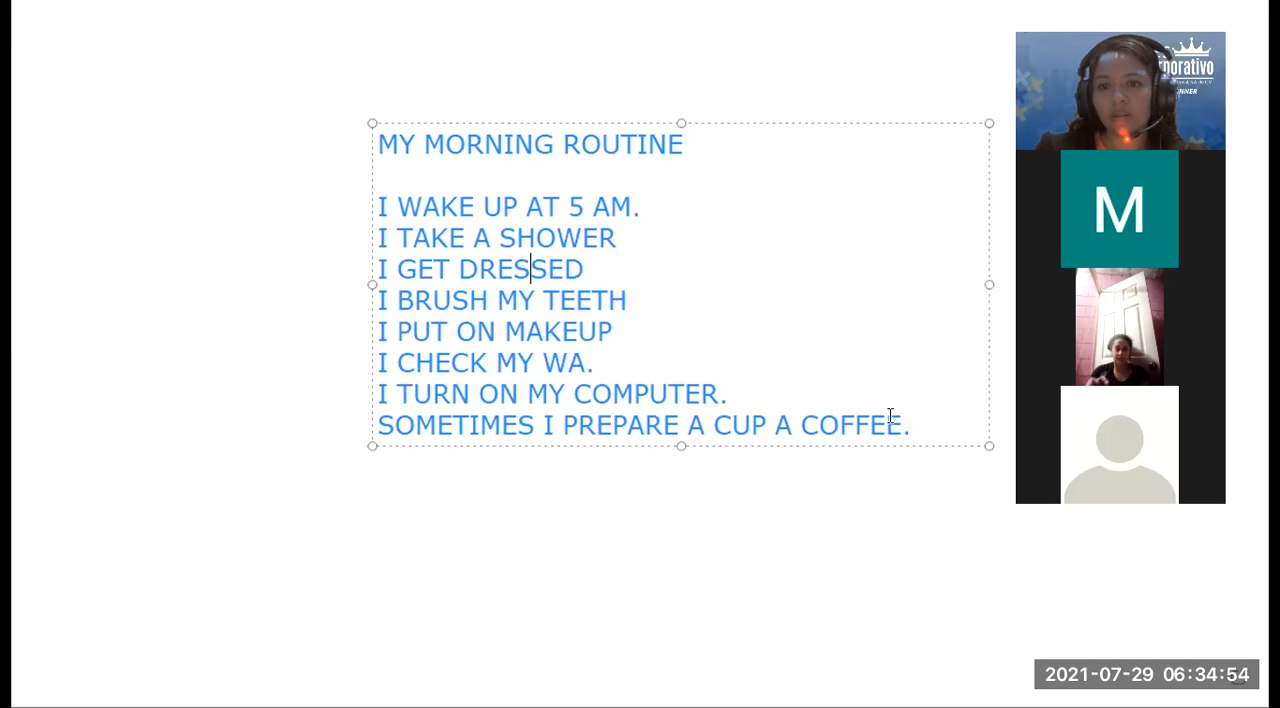 MY MORNING ROUTINE
I WAKE UP AT 5 AM.
I TAKE A SHOWER
I GET DRESSED
I BRUSH MY TEETH
I PUT ON MAKEUP
I CHECK MY WA.
I TURN ON MY COMPUTER.
SOMETIMES I PREPARE A CUP A COFFEE.
M
2021-07-29 06:34:54